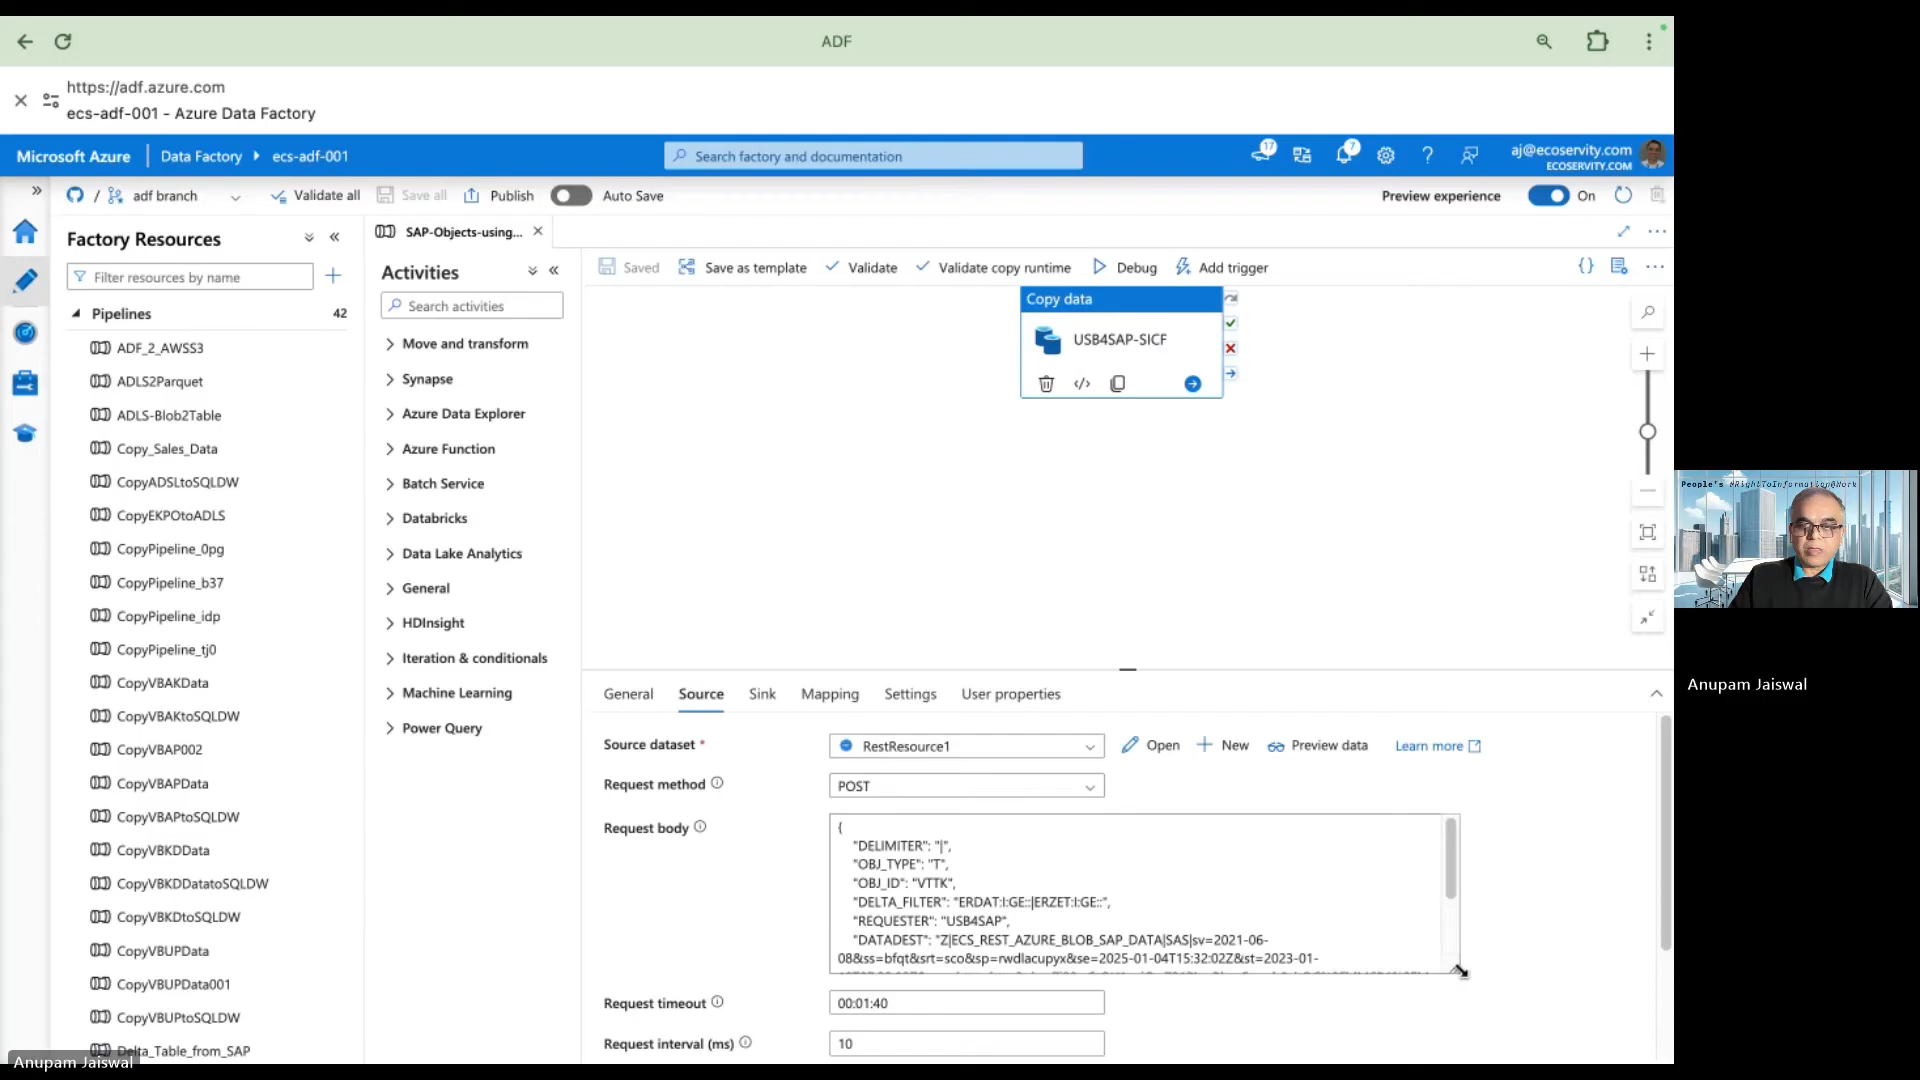 ADF
https://adf.azure.com
ecs-adf-001 - Azure Data Factory
Microsoft Azure
Data Factory
ecs-adf-001
Search factory and documentation
17
7
aj@ecoservity.com
ECOSERVITY.COM
/
adf branch
Validate all
Save all
Publish
Auto Save
Preview experience
On
Factory Resources
Filter resources by name
Pipelines
42
ADF_2_AWSS3
ADLS2Parquet
ADLS-Blob2Table
Copy_Sales_Data
CopyADSLtoSQLDW
CopyEKPOtoADLS
CopyPipeline_0pg
CopyPipeline_b37
CopyPipeline_idp
CopyPipeline_tj0
CopyVBAKData
CopyVBAKtoSQLDW
CopyVBAP002
CopyVBAPData
CopyVBAPtoSQLDW
CopyVBKDData
CopyVBKDDatatoSQLDW
CopyVBKDtoSQLDW
CopyVBUPData
CopyVBUPData001
CopyVBUPtoSQLDW
Delta_Table_from_SAP
SAP-Objects-using...
Activities
Search activities
Move and transform
Synapse
Azure Data Explorer
Azure Function
Batch Service
Databricks
Data Lake Analytics
General
HDInsight
Iteration & conditionals
Machine Learning
Power Query
Saved
Save as template
Validate
Validate copy runtime
Debug
Add trigger
{}
Copy data
USB4SAP-SICF
General
Source
Sink
Mapping
Settings
User properties
Source dataset *
RestResource1
Open
New
Preview data
Learn more
Request method
POST
Request body
{
"DELIMITER": "|",
"OBJ_TYPE": "T",
"OBJ_ID": "VTTK",
"DELTA_FILTER": "ERDAT:I:GE::|ERZET:I:GE::",
"REQUESTER": "USB4SAP",
"DATADEST": "Z|ECS_REST_AZURE_BLOB_SAP_DATA|SAS|sv=2021-06-
08&ss=bfqt&srt=sco&sp=rwdlacupyx&se=2025-01-04T15:32:02Z&st=2023-01-
Request timeout
00:01:40
Request interval (ms)
10
People's #RightToInformation@Work
Anupam Jaiswal
Anupam Jaiswal